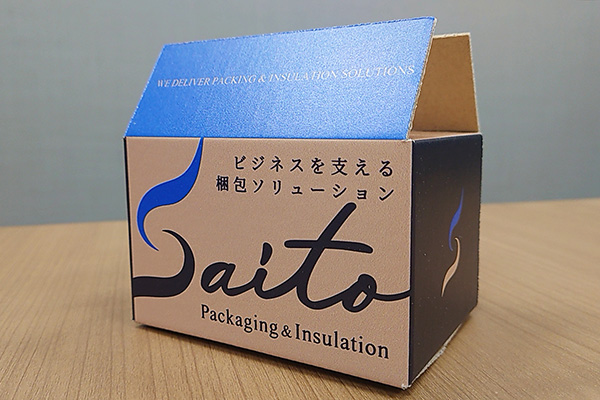 WE DELIVER PACKING & INSULATION SOLUTIONS
ビジネスを支える
梱包ソリューション
Saito
Packaging & Insulation